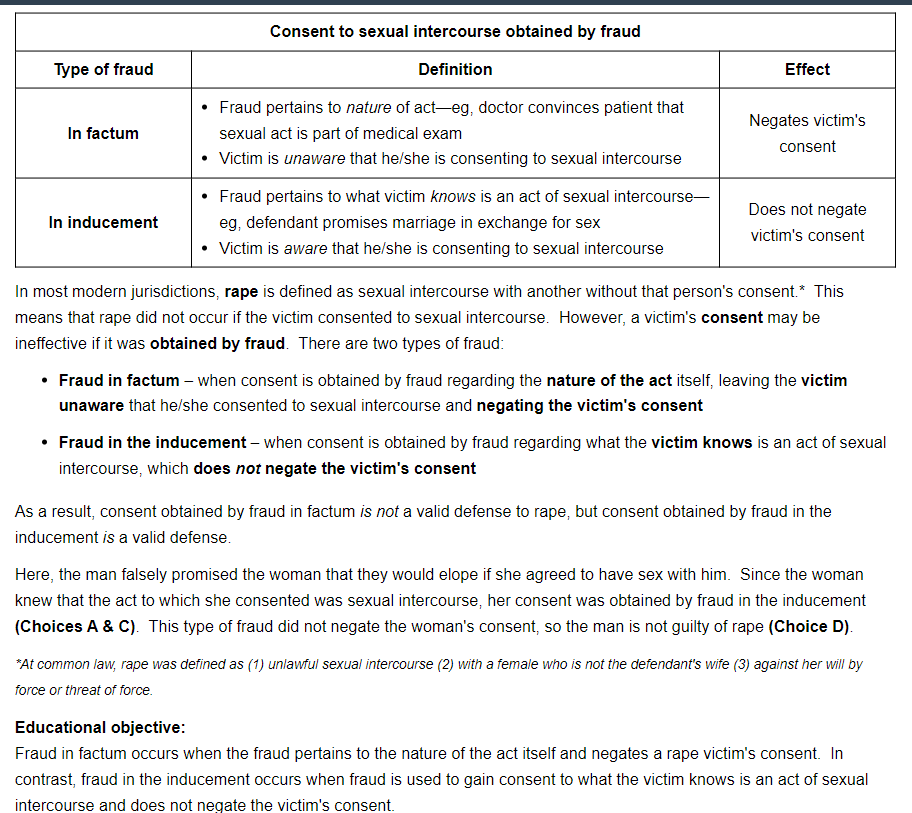 Consent to sexual intercourse obtained by fraud
Type of fraud
Definition
Effect
In factum
• Fraud pertains to nature of act—eg, doctor convinces patient that
sexual act is part of medical exam
• Victim is unaware that he/she is consenting to sexual intercourse
Negates victim's
consent
In inducement
• Fraud pertains to what victim knows is an act of sexual intercourse—
eg, defendant promises marriage in exchange for sex
• Victim is aware that he/she is consenting to sexual intercourse
Does not negate
victim's consent
In most modern jurisdictions, rape is defined as sexual intercourse with another without that person's consent.* This
means that rape did not occur if the victim consented to sexual intercourse. However, a victim's consent may be
ineffective if it was obtained by fraud. There are two types of fraud:
• Fraud in factum – when consent is obtained by fraud regarding the nature of the act itself, leaving the victim
unaware that he/she consented to sexual intercourse and negating the victim's consent
• Fraud in the inducement – when consent is obtained by fraud regarding what the victim knows is an act of sexual
intercourse, which does not negate the victim's consent
As a result, consent obtained by fraud in factum is not a valid defense to rape, but consent obtained by fraud in the
inducement is a valid defense.
Here, the man falsely promised the woman that they would elope if she agreed to have sex with him. Since the woman
knew that the act to which she consented was sexual intercourse, her consent was obtained by fraud in the inducement
(Choices A & C). This type of fraud did not negate the woman's consent, so the man is not guilty of rape (Choice D).
*At common law, rape was defined as (1) unlawful sexual intercourse (2) with a female who is not the defendant's wife (3) against her will by
force or threat of force.
Educational objective:
Fraud in factum occurs when the fraud pertains to the nature of the act itself and negates a rape victim's consent. In
contrast, fraud in the inducement occurs when fraud is used to gain consent to what the victim knows is an act of sexual
intercourse and does not negate the victim's consent.